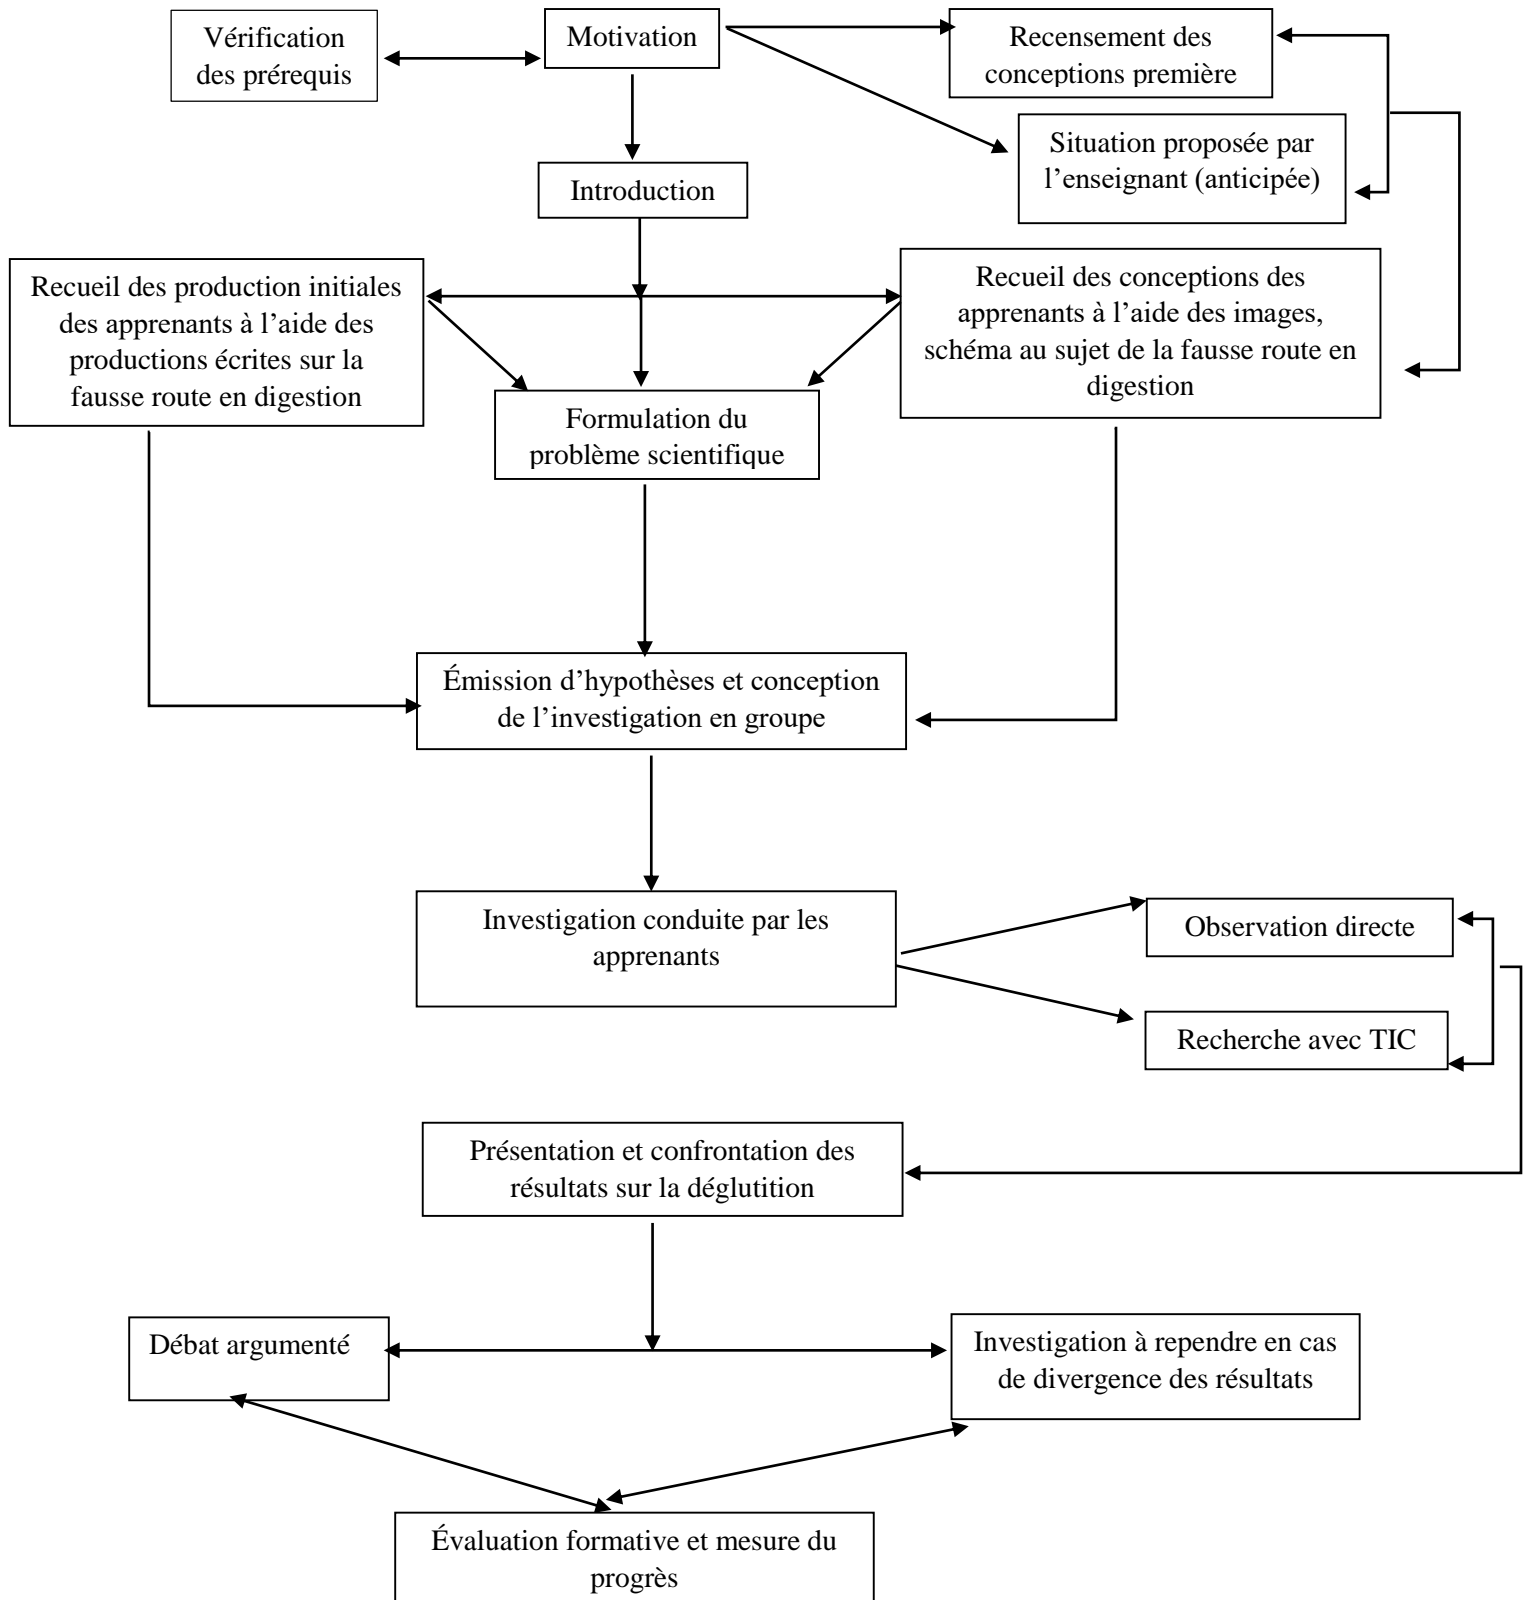 Vérification
des prérequis
Motivation
Recensement des
conceptions première
Situation proposée par
l’enseignant (anticipée)
Introduction
Recueil des production initiales
des apprenants à l’aide des
productions écrites sur la
fausse route en digestion
Recueil des conceptions des
apprenants à l’aide des images,
schéma au sujet de la fausse route en
digestion
Formulation du
problème scientifique
Émission d’hypothèses et conception
de l’investigation en groupe
Investigation conduite par les
apprenants
Observation directe
Recherche avec TIC
Présentation et confrontation des
résultats sur la déglutition
Débat argumenté
Investigation à rependre en cas
de divergence des résultats
Évaluation formative et mesure du
progrès